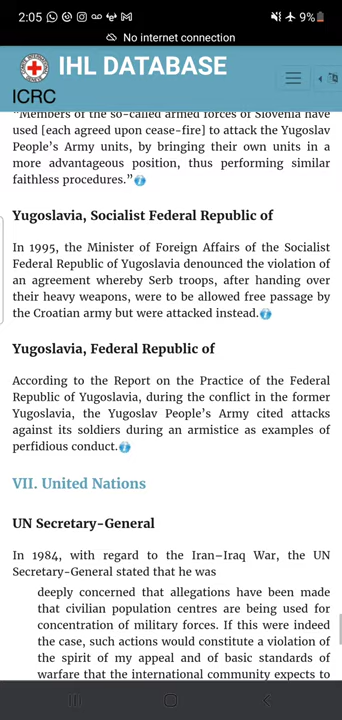 2:05
9%
No internet connection
IHL DATABASE
ICRC
"Members of the so-called armed forces of Slovenia have
used [each agreed upon cease-fire] to attack the Yugoslav
People's Army units, by bringing their own units in a
more advantageous position, thus performing similar
faithless procedures."
Yugoslavia, Socialist Federal Republic of
In 1995, the Minister of Foreign Affairs of the Socialist
Federal Republic of Yugoslavia denounced the violation of
an agreement whereby Serb troops, after handing over
their heavy weapons, were to be allowed free passage by
the Croatian army but were attacked instead.
Yugoslavia, Federal Republic of
According to the Report on the Practice of the Federal
Republic of Yugoslavia, during the conflict in the former
Yugoslavia, the Yugoslav People's Army cited attacks
against its soldiers during an armistice as examples of
perfidious conduct.
VII. United Nations
UN Secretary-General
In 1984, with regard to the Iran–Iraq War, the UN
Secretary-General stated that he was
deeply concerned that allegations have been made
that civilian population centres are being used for
concentration of military forces. If this were indeed
the case, such actions would constitute a violation of
the spirit of my appeal and of basic standards of
warfare that the international community expects to